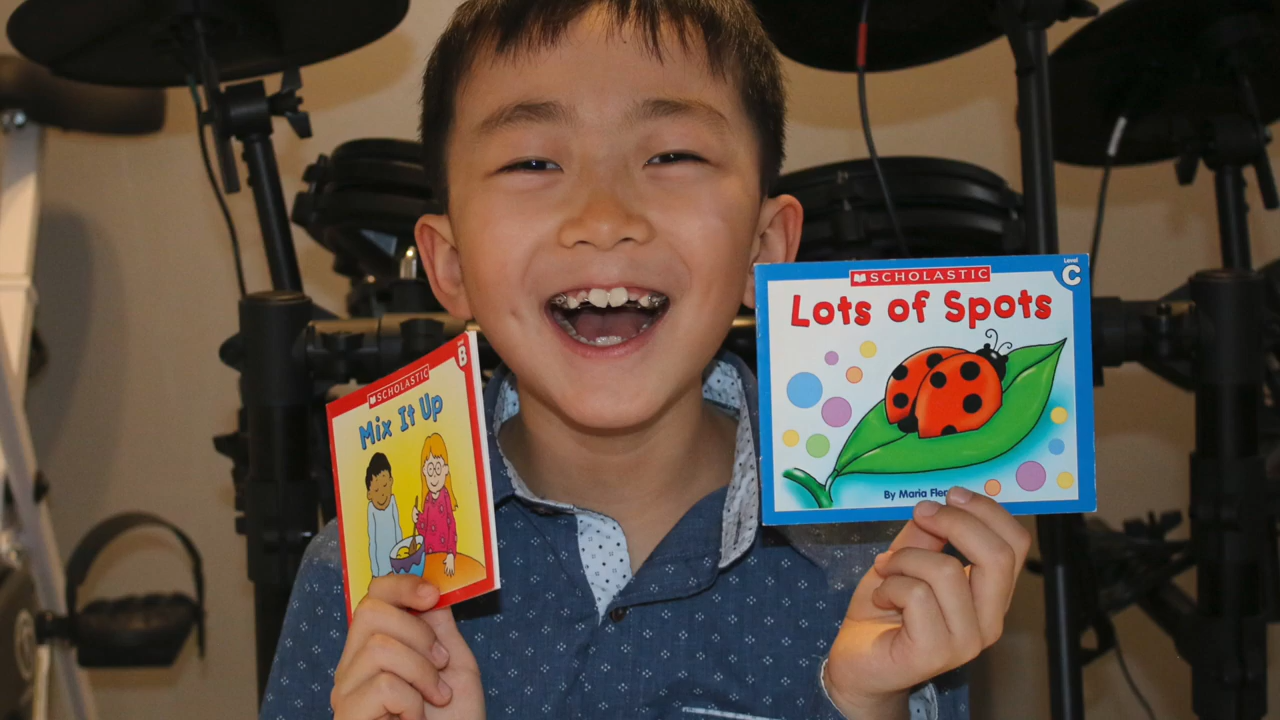 B
SCHOLASTIC
Mix It Up
SCHOLASTIC
Level
C
Lots of Spots
By Maria